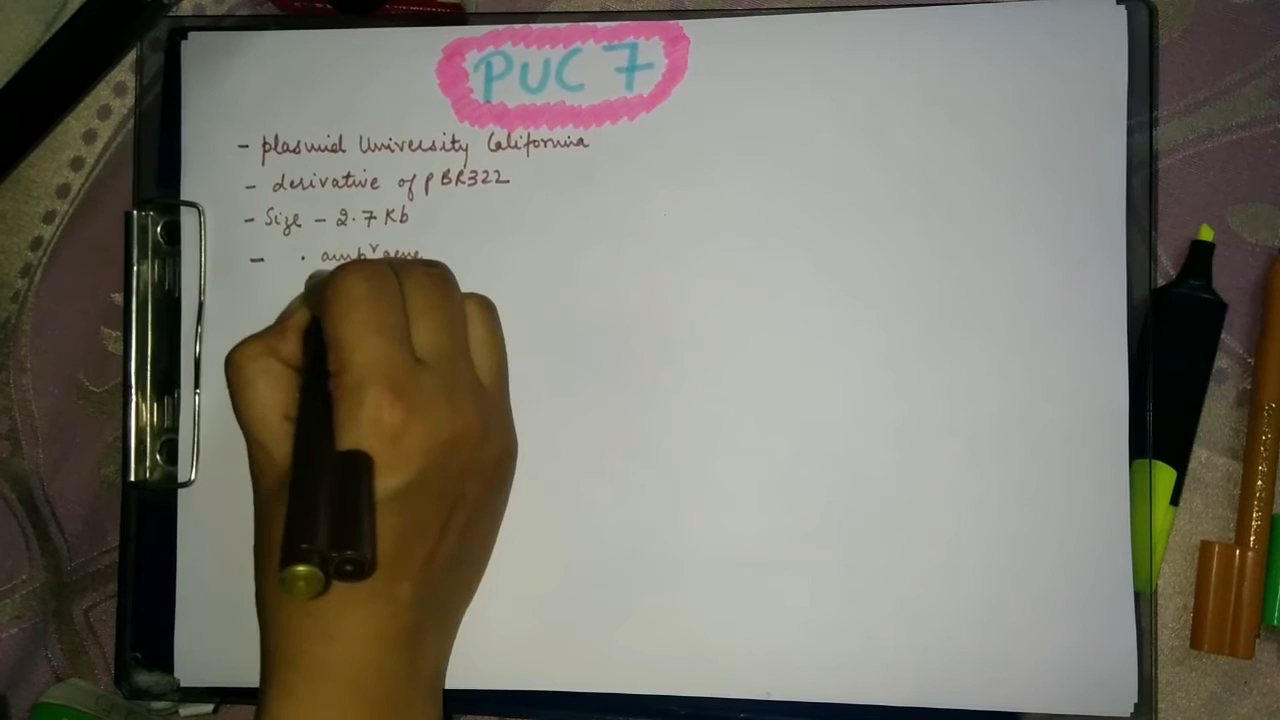 PUC 7
- plasmid University California
- derivative of pBR322
- Size - 2.7 Kb
- · ampʳ gene